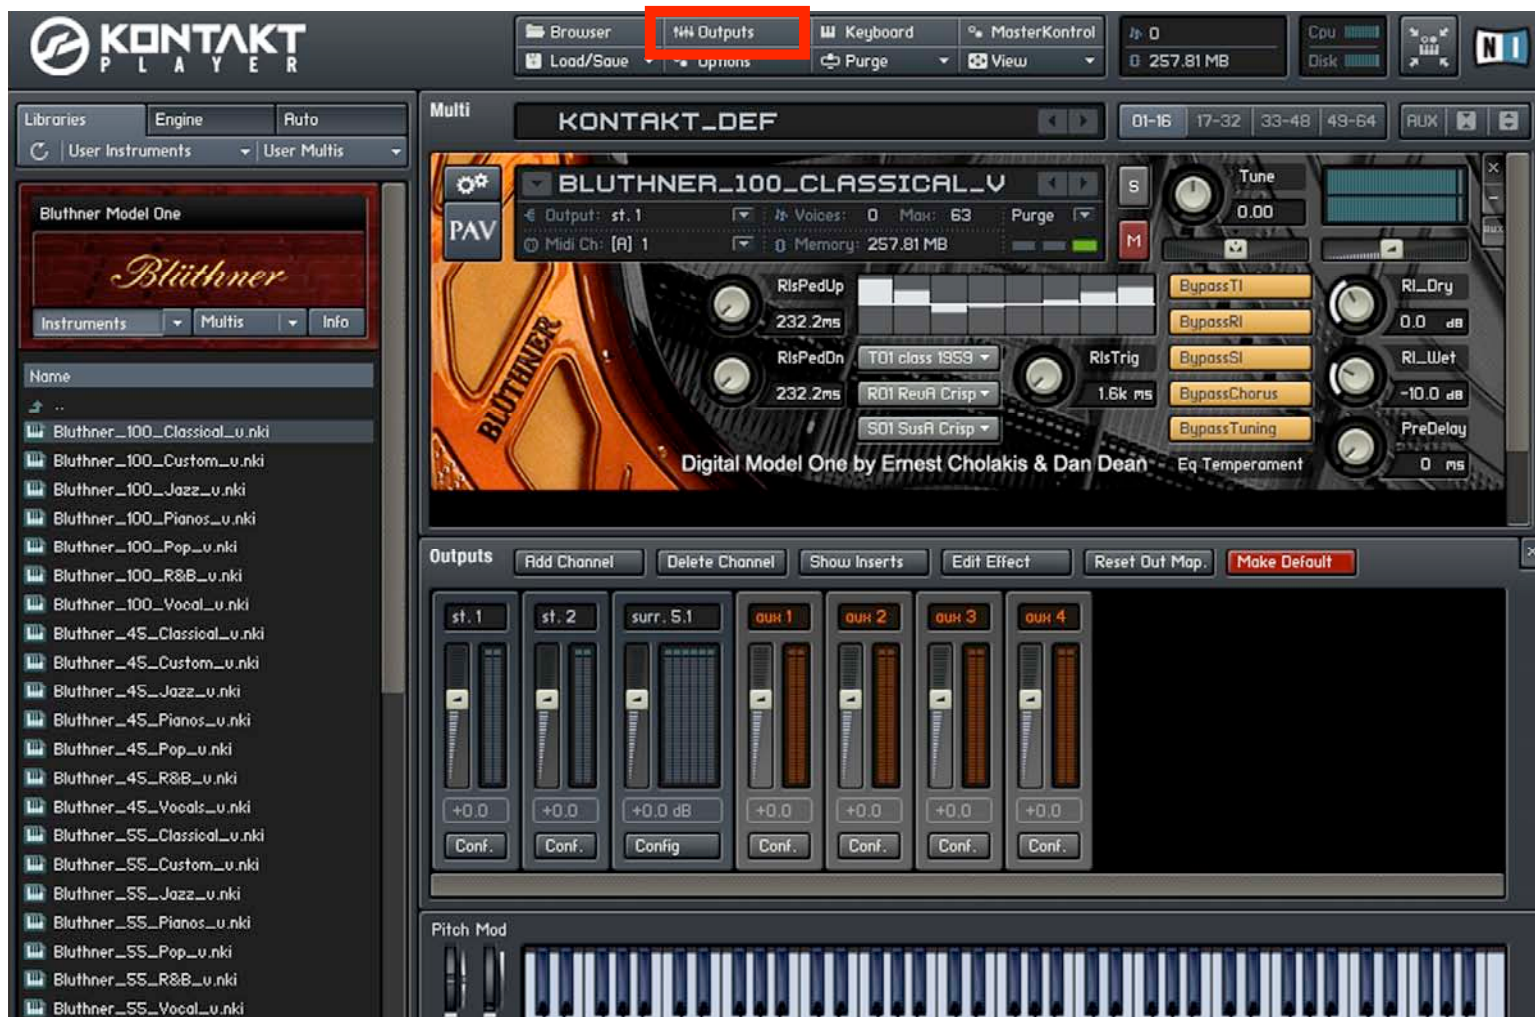 KONTAKT
PLAYER
Browser
Outputs
Keyboard
MasterKontrol
Load/Save
Options
Purge
View
0
257.81 MB
Cpu
Disk
NI
Libraries
Engine
Auto
User Instruments
User Multis
Bluthner Model One
Blüthner
Instruments
Multis
Info
Name
..
Bluthner_100_Classical_v.nki
Bluthner_100_Custom_v.nki
Bluthner_100_Jazz_v.nki
Bluthner_100_Pianos_v.nki
Bluthner_100_Pop_v.nki
Bluthner_100_R&B_v.nki
Bluthner_100_Vocal_v.nki
Bluthner_45_Classical_v.nki
Bluthner_45_Custom_v.nki
Bluthner_45_Jazz_v.nki
Bluthner_45_Pianos_v.nki
Bluthner_45_Pop_v.nki
Bluthner_45_R&B_v.nki
Bluthner_45_Vocals_v.nki
Bluthner_55_Classical_v.nki
Bluthner_55_Custom_v.nki
Bluthner_55_Jazz_v.nki
Bluthner_55_Pianos_v.nki
Bluthner_55_Pop_v.nki
Bluthner_55_R&B_v.nki
Bluthner_55_Vocal_v.nki
Multi
KONTAKT_DEF
01-16
17-32
33-48
49-64
AUX
BLUTHNER_100_CLASSICAL_V
PAV
Output: st.1
Voices: 0 Max: 63
Purge
Midi Ch: [A] 1
Memory: 257.81 MB
S
M
Tune
0.00
AUX
BLUTHNER
RlsPedUp
232.2ms
RlsPedDn
232.2ms
T01 class 1959
R01 RevA Crisp
S01 SusA Crisp
RlsTrig
1.6k ms
BypassTI
BypassRI
BypassSI
BypassChorus
BypassTuning
Eq Temperament
RI_Dry
0.0 dB
RI_Wet
-10.0 dB
PreDelay
0 ms
Digital Model One by Ernest Cholakis & Dan Dean
Outputs
Add Channel
Delete Channel
Show Inserts
Edit Effect
Reset Out Map.
Make Default
st. 1
st. 2
surr. 5.1
aux 1
aux 2
aux 3
aux 4
+0.0
+0.0
+0.0 dB
+0.0
+0.0
+0.0
+0.0
Conf.
Conf.
Config
Conf.
Conf.
Conf.
Conf.
Pitch Mod